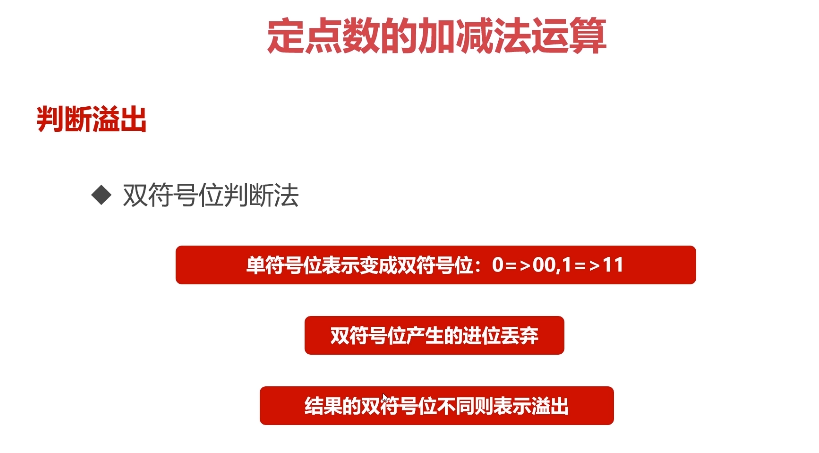 定点数的加减法运算
判断溢出
◆ 双符号位判断法
单符号位表示变成双符号位：0=>00,1=>11
双符号位产生的进位丢弃
结果的双符号位不同则表示溢出